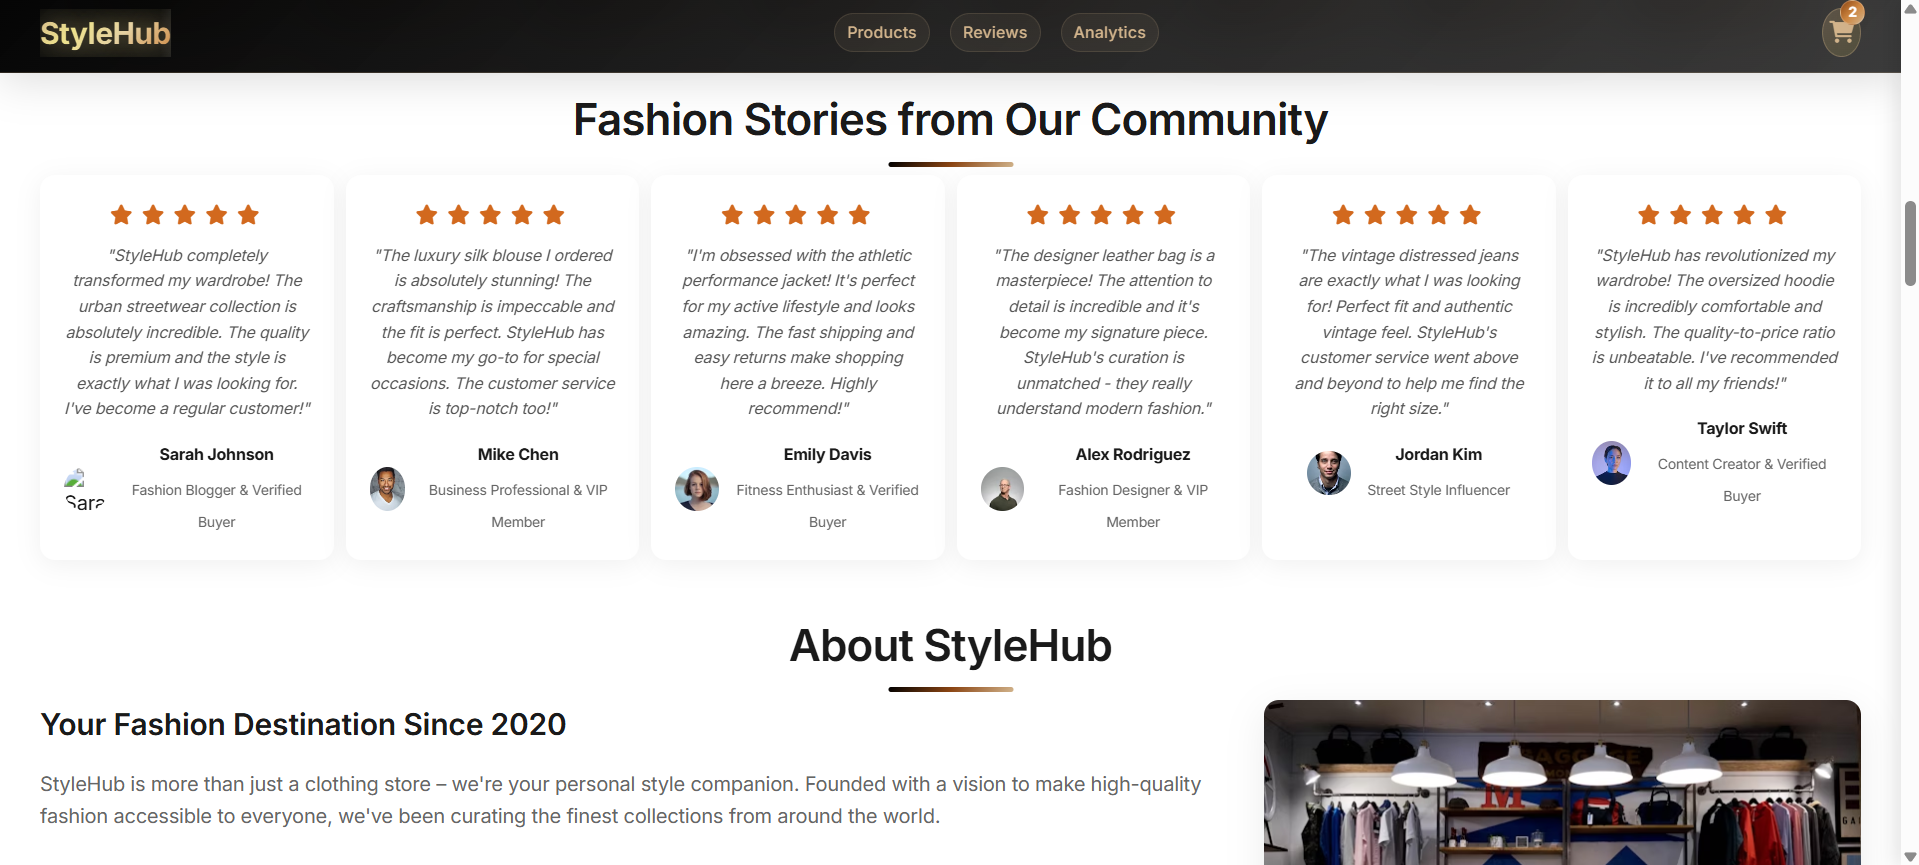 StyleHub
Products
Reviews
Analytics
2
Fashion Stories from Our Community
"StyleHub completely
transformed my wardrobe! The
urban streetwear collection is
absolutely incredible. The quality
is premium and the style is
exactly what I was looking for.
I've become a regular customer!"
Sara
Sarah Johnson
Fashion Blogger & Verified
Buyer
"The luxury silk blouse I ordered
is absolutely stunning! The
craftsmanship is impeccable and
the fit is perfect. StyleHub has
become my go-to for special
occasions. The customer service
is top-notch too!"
Mike Chen
Business Professional & VIP
Member
"I'm obsessed with the athletic
performance jacket! It's perfect
for my active lifestyle and looks
amazing. The fast shipping and
easy returns make shopping
here a breeze. Highly
recommend!"
Emily Davis
Fitness Enthusiast & Verified
Buyer
"The designer leather bag is a
masterpiece! The attention to
detail is incredible and it's
become my signature piece.
StyleHub's curation is
unmatched - they really
understand modern fashion."
Alex Rodriguez
Fashion Designer & VIP
Member
"The vintage distressed jeans
are exactly what I was looking
for! Perfect fit and authentic
vintage feel. StyleHub's
customer service went above
and beyond to help me find the
right size."
Jordan Kim
Street Style Influencer
"StyleHub has revolutionized my
wardrobe! The oversized hoodie
is incredibly comfortable and
stylish. The quality-to-price ratio
is unbeatable. I've recommended
it to all my friends!"
Taylor Swift
Content Creator & Verified
Buyer
About StyleHub
Your Fashion Destination Since 2020
StyleHub is more than just a clothing store – we're your personal style companion. Founded with a vision to make high-quality
fashion accessible to everyone, we've been curating the finest collections from around the world.
M